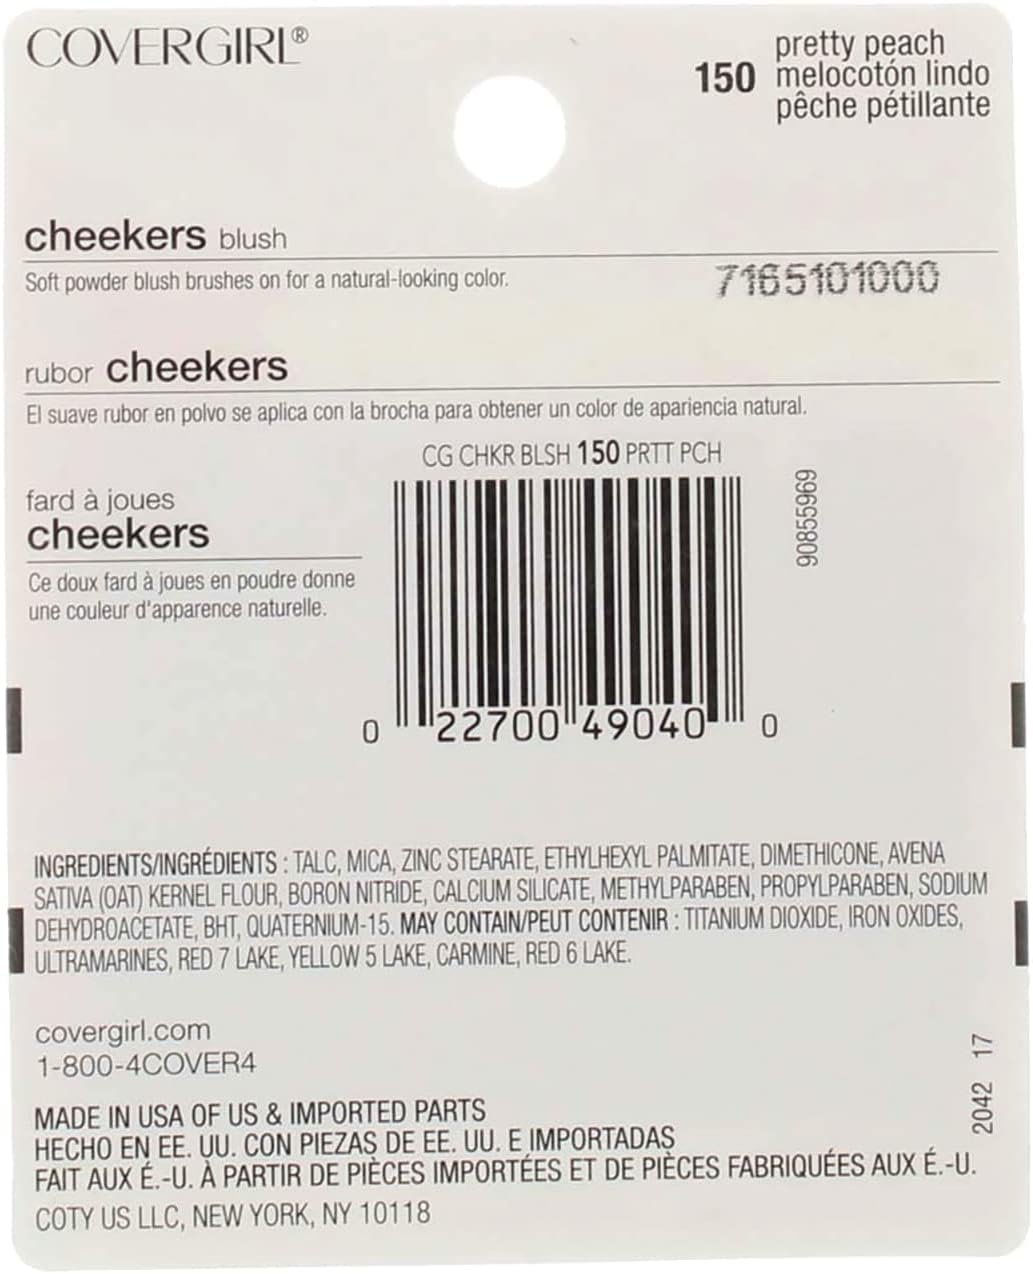 COVERGIRL®
pretty peach
150 melocotón lindo
pêche pétillante
cheekers blush
Soft powder blush brushes on for a natural-looking color.
7165101000
rubor cheekers
El suave rubor en polvo se aplica con la brocha para obtener un color de apariencia natural.
CG CHKR BLSH 150 PRTT PCH
90855969
fard à joues
cheekers
Ce doux fard à joues en poudre donne
une couleur d'apparence naturelle.
0 22700 49040 0
INGREDIENTS/INGRÉDIENTS : TALC, MICA, ZINC STEARATE, ETHYLHEXYL PALMITATE, DIMETHICONE, AVENA
SATIVA (OAT) KERNEL FLOUR, BORON NITRIDE, CALCIUM SILICATE, METHYLPARABEN, PROPYLPARABEN, SODIUM
DEHYDROACETATE, BHT, QUATERNIUM-15. MAY CONTAIN/PEUT CONTENIR : TITANIUM DIOXIDE, IRON OXIDES,
ULTRAMARINES, RED 7 LAKE, YELLOW 5 LAKE, CARMINE, RED 6 LAKE.
covergirl.com
1-800-4COVER4
2042 17
MADE IN USA OF US & IMPORTED PARTS
HECHO EN EE. UU. CON PIEZAS DE EE. UU. E IMPORTADAS
FAIT AUX É.-U. À PARTIR DE PIÈCES IMPORTÉES ET DE PIÈCES FABRIQUÉES AUX É.-U.
COTY US LLC, NEW YORK, NY 10118